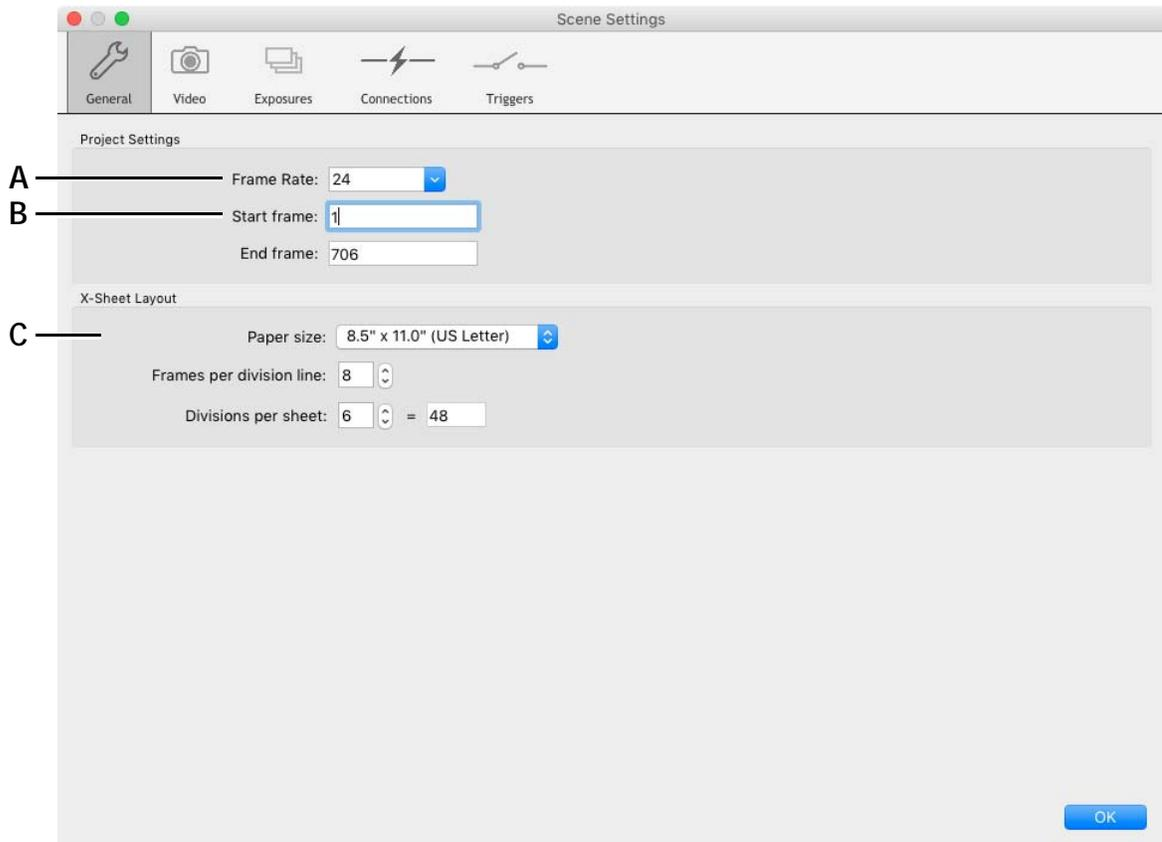 Scene Settings
General Video Exposures Connections Triggers
Project Settings
A Frame Rate: 24
B Start frame: 1
End frame: 706
X-Sheet Layout
C Paper size: 8.5" x 11.0" (US Letter)
Frames per division line: 8
Divisions per sheet: 6 = 48
OK